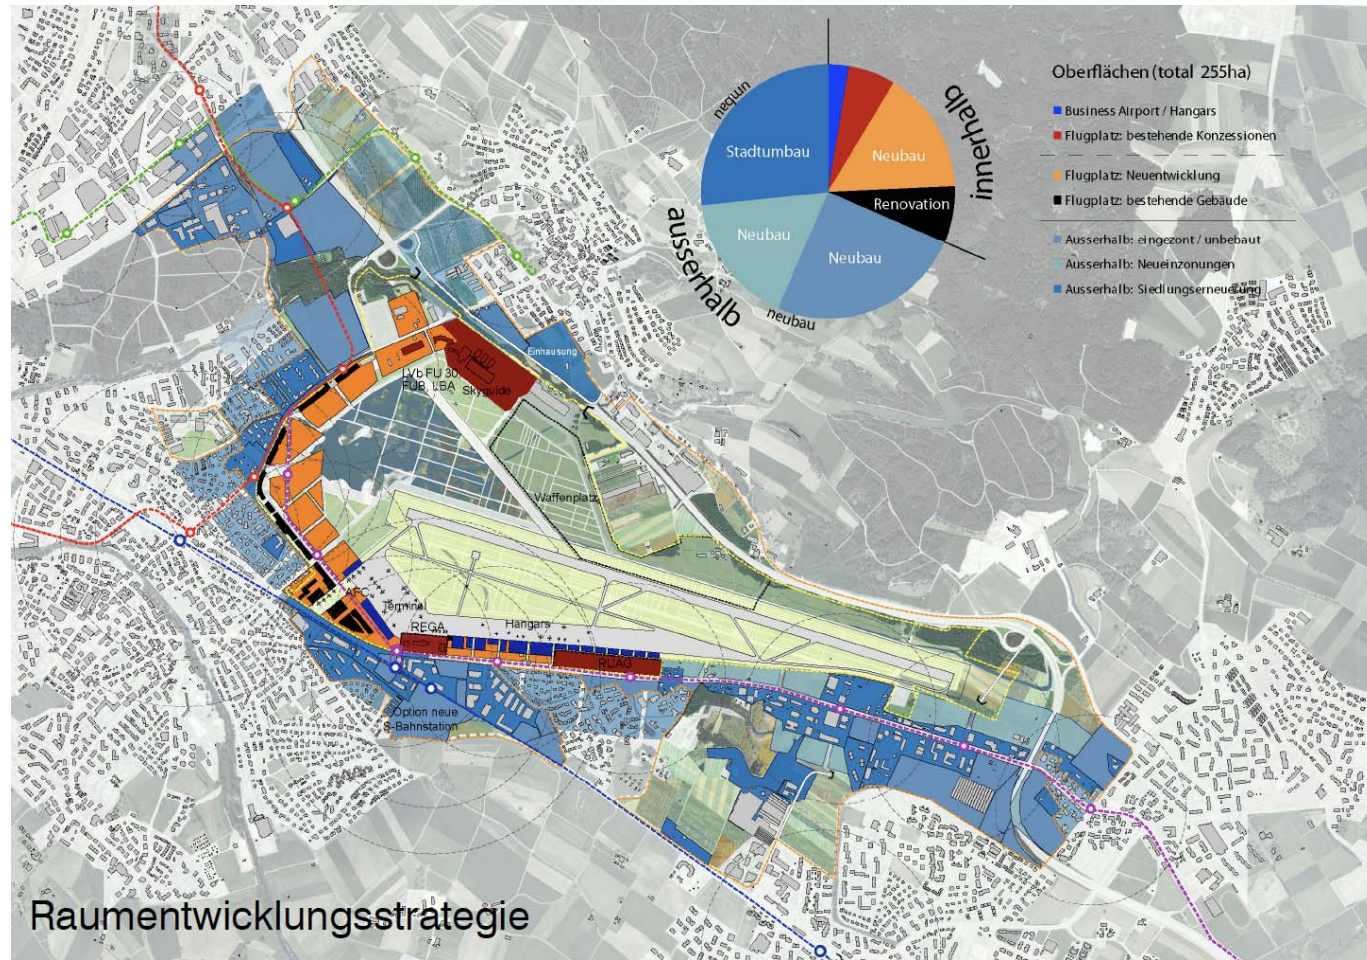 Oberflächen (total 255ha)
Business Airport / Hangars
Flugplatz: bestehende Konzessionen
Flugplatz: Neuentwicklung
Flugplatz: bestehende Gebäude
Ausserhalb: eingezont / unbebaut
Ausserhalb: Neueinzonungen
Ausserhalb: Siedlungserneuerung
umbau
innerhalb
Stadtumbau
Neubau
Renovation
ausserhalb
Neubau
Neubau
neubau
Einhausung
LVb FU 30
FUB, LBA
Skyguide
Waffenplatz
AFC
Terminal
REGA
Hangars
RUAG
Option neue
S-Bahnstation
Raumentwicklungsstrategie